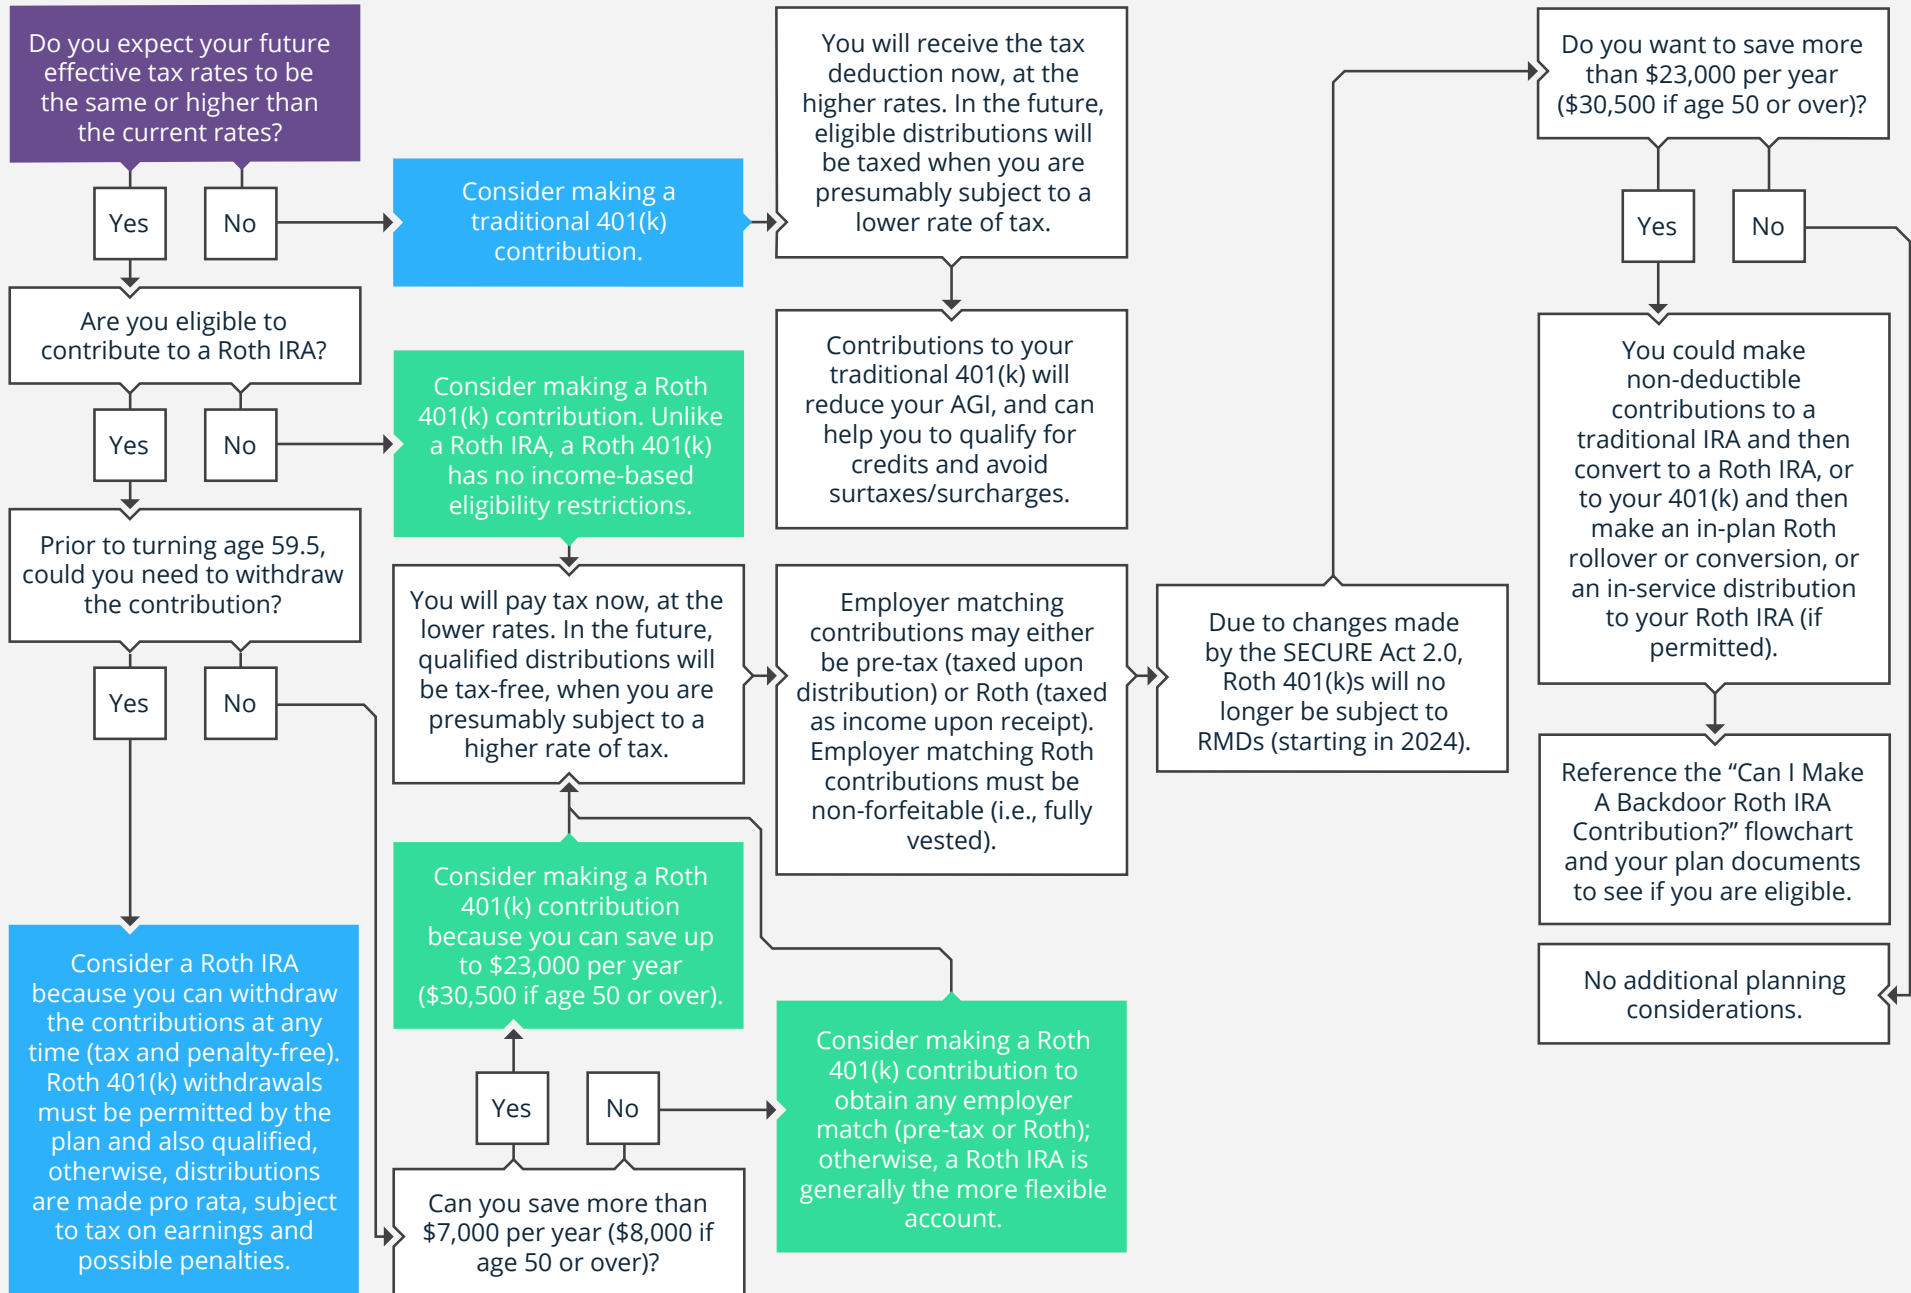 Do you expect your future
effective tax rates to be
the same or higher than
the current rates?
Yes
No
Are you eligible to
contribute to a Roth IRA?
Yes
No
Prior to turning age 59.5,
could you need to withdraw
the contribution?
Yes
No
Consider a Roth IRA
because you can withdraw
the contributions at any
time (tax and penalty-free).
Roth 401(k) withdrawals
must be permitted by the
plan and also qualified,
otherwise, distributions
are made pro rata, subject
to tax on earnings and
possible penalties.
Consider making a
traditional 401(k)
contribution.
Consider making a Roth
401(k) contribution. Unlike
a Roth IRA, a Roth 401(k)
has no income-based
eligibility restrictions.
You will pay tax now, at the
lower rates. In the future,
qualified distributions will
be tax-free, when you are
presumably subject to a
higher rate of tax.
Consider making a Roth
401(k) contribution
because you can save up
to $23,000 per year
($30,500 if age 50 or over).
Yes
No
Can you save more than
$7,000 per year ($8,000 if
age 50 or over)?
You will receive the tax
deduction now, at the
higher rates. In the future,
eligible distributions will
be taxed when you are
presumably subject to a
lower rate of tax.
Contributions to your
traditional 401(k) will
reduce your AGI, and can
help you to qualify for
credits and avoid
surtaxes/surcharges.
Employer matching
contributions may either
be pre-tax (taxed upon
distribution) or Roth (taxed
as income upon receipt).
Employer matching Roth
contributions must be
non-forfeitable (i.e., fully
vested).
Consider making a Roth
401(k) contribution to
obtain any employer
match (pre-tax or Roth);
otherwise, a Roth IRA is
generally the more flexible
account.
Due to changes made
by the SECURE Act 2.0,
Roth 401(k)s will no
longer be subject to
RMDs (starting in 2024).
Do you want to save more
than $23,000 per year
($30,500 if age 50 or over)?
Yes
No
You could make
non-deductible
contributions to a
traditional IRA and then
convert to a Roth IRA, or
to your 401(k) and then
make an in-plan Roth
rollover or conversion, or
an in-service distribution
to your Roth IRA (if
permitted).
Reference the “Can I Make
A Backdoor Roth IRA
Contribution?” flowchart
and your plan documents
to see if you are eligible.
No additional planning
considerations.